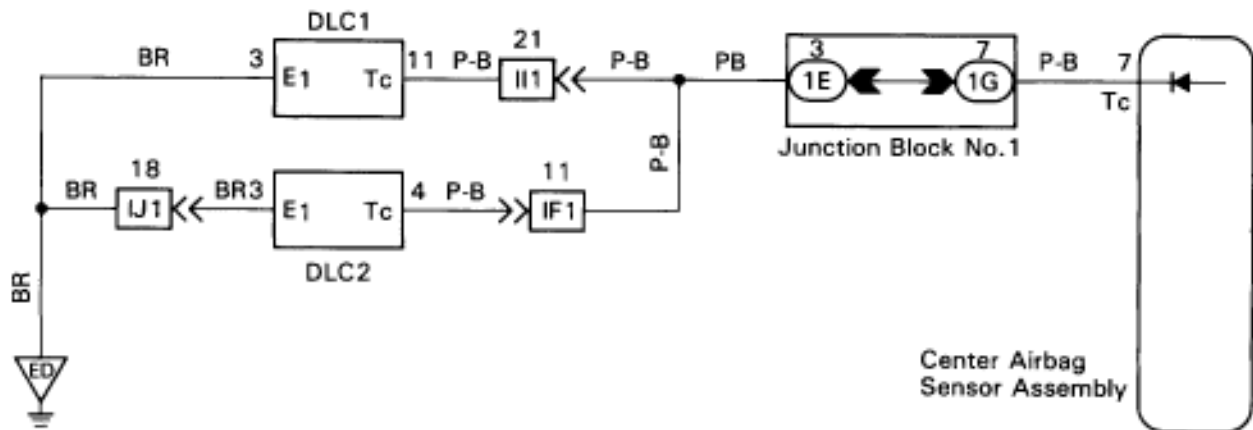 DLC1
BR 3 E1 Tc 11 P-B 21 II1 P-B PB 3 1E 7 1G P-B 7 Tc
Junction Block No.1
P-B
BR 18 IJ1 BR3 E1 Tc 4 P-B 11 IF1
DLC2
BR
ED
Center Airbag
Sensor Assembly